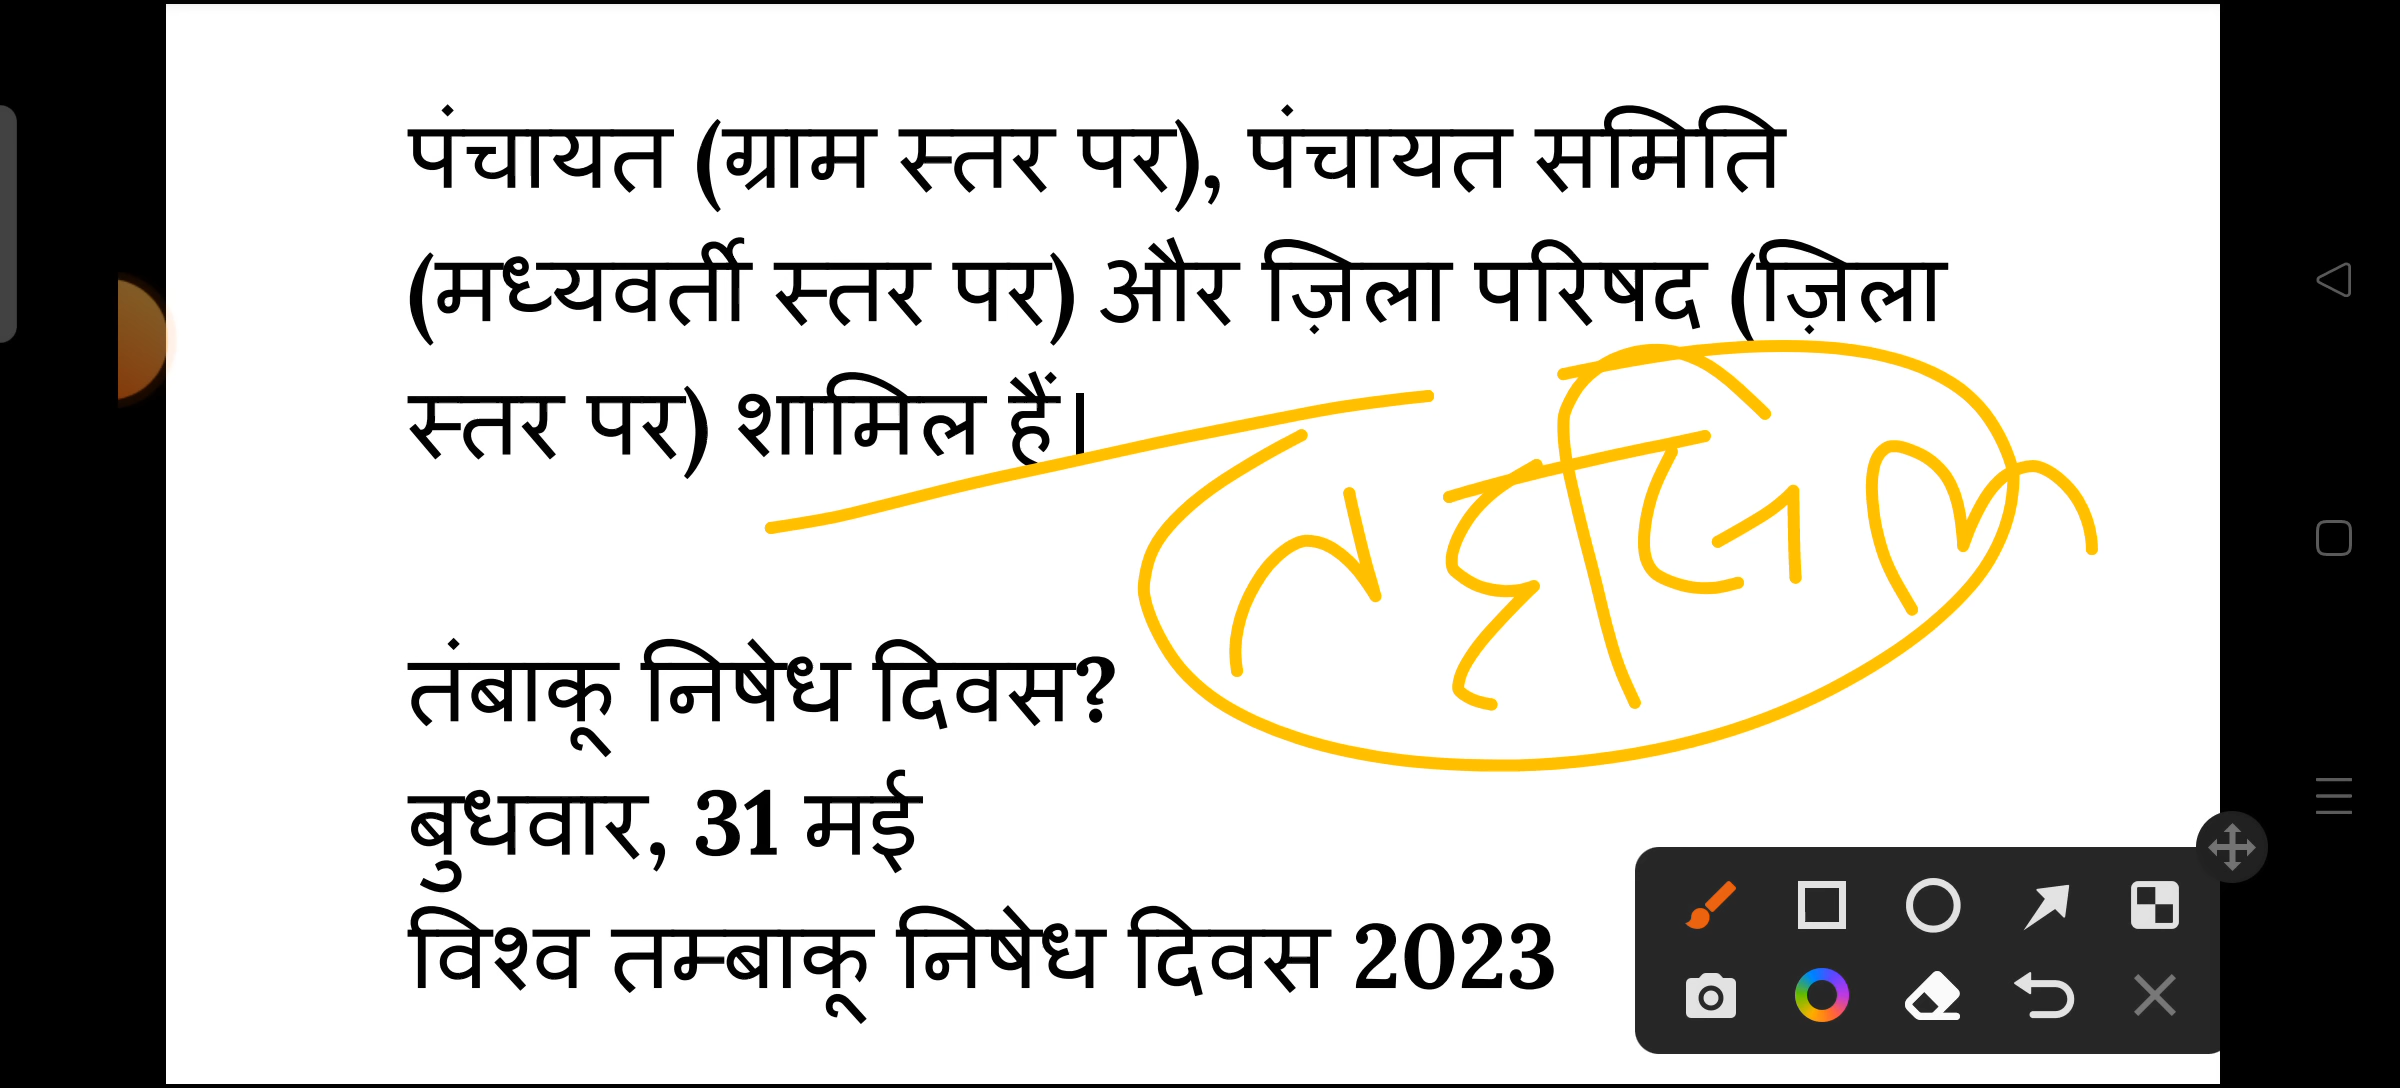 पंचायत (ग्राम स्तर पर), पंचायत समिति
(मध्यवर्ती स्तर पर) और ज़िला परिषद (ज़िला
स्तर पर) शामिल हैं।
तंबाकू निषेध दिवस?
बुधवार, 31 मई
विश्व तम्बाकू निषेध दिवस 2023